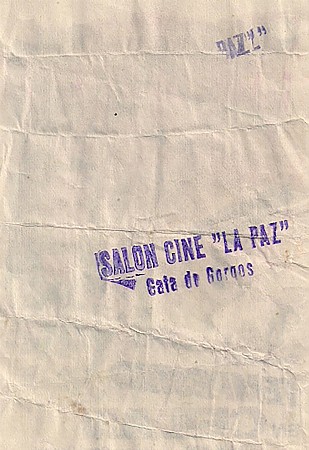 PAZ"
SALON CINE "LA PAZ"
Gata de Gorgos